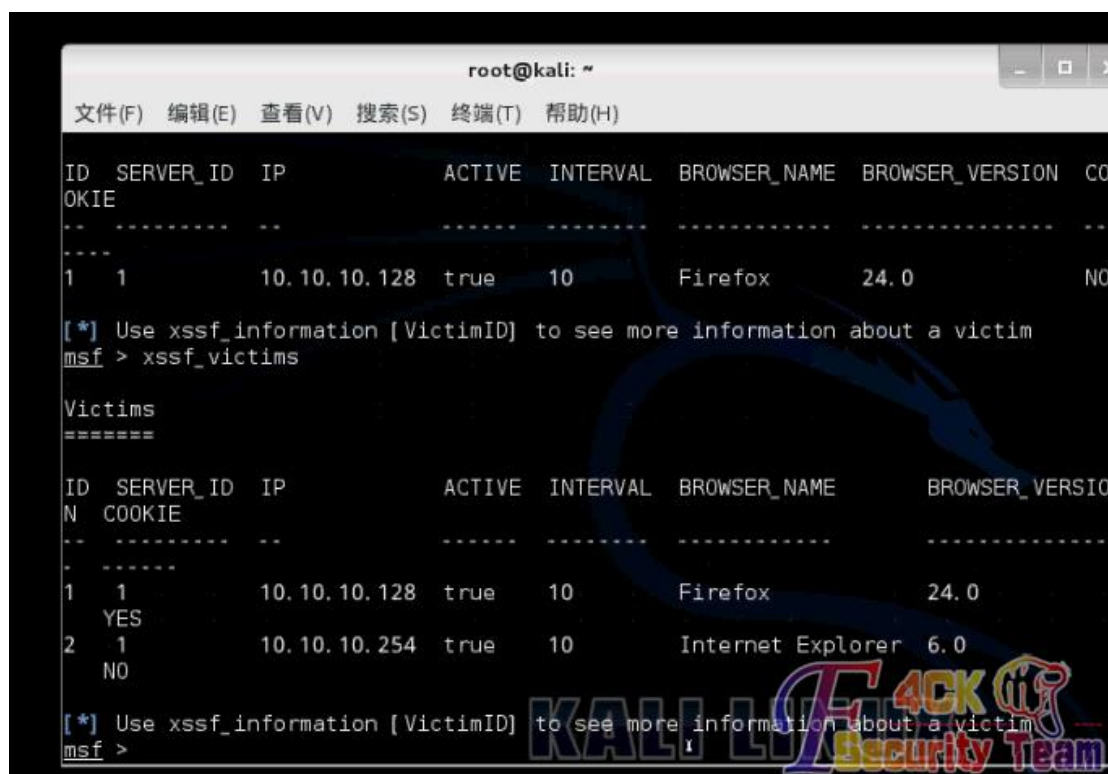 root@kali: ~
文件(F) 编辑(E) 查看(V) 搜索(S) 终端(T) 帮助(H)
ID SERVER_ID IP ACTIVE INTERVAL BROWSER_NAME BROWSER_VERSION CO
OKIE
-- --------- -- ------ -------- ------------ --------------- --
----
1 1 10.10.10.128 true 10 Firefox 24.0 NO
[*] Use xssf_information [VictimID] to see more information about a victim
msf > xssf_victims
Victims
=======
ID SERVER_ID IP ACTIVE INTERVAL BROWSER_NAME BROWSER_VERSIO
N COOKIE
-- --------- -- ------ -------- ------------ --------------
- ------
1 1 10.10.10.128 true 10 Firefox 24.0
YES
2 1 10.10.10.254 true 10 Internet Explorer 6.0
NO
[*] Use xssf_information [VictimID] to see more information about a victim
msf >
KALI LINUX
F4CK
Security Team